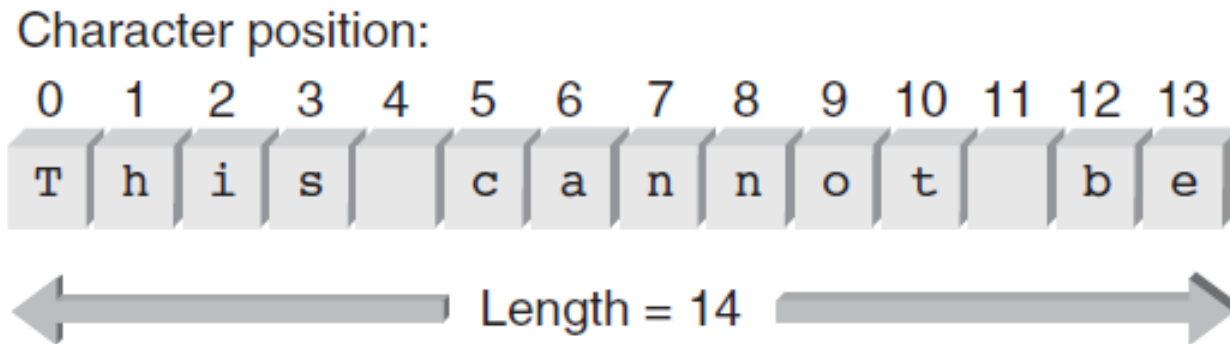 Character position:
0 1 2 3 4 5 6 7 8 9 10 11 12 13
T h i s   c a n n o t   b e
Length = 14